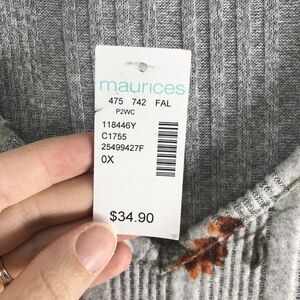 maurices
475 742 FAL
P2WC
118446Y
C1755
25499427F
0X
$34.90